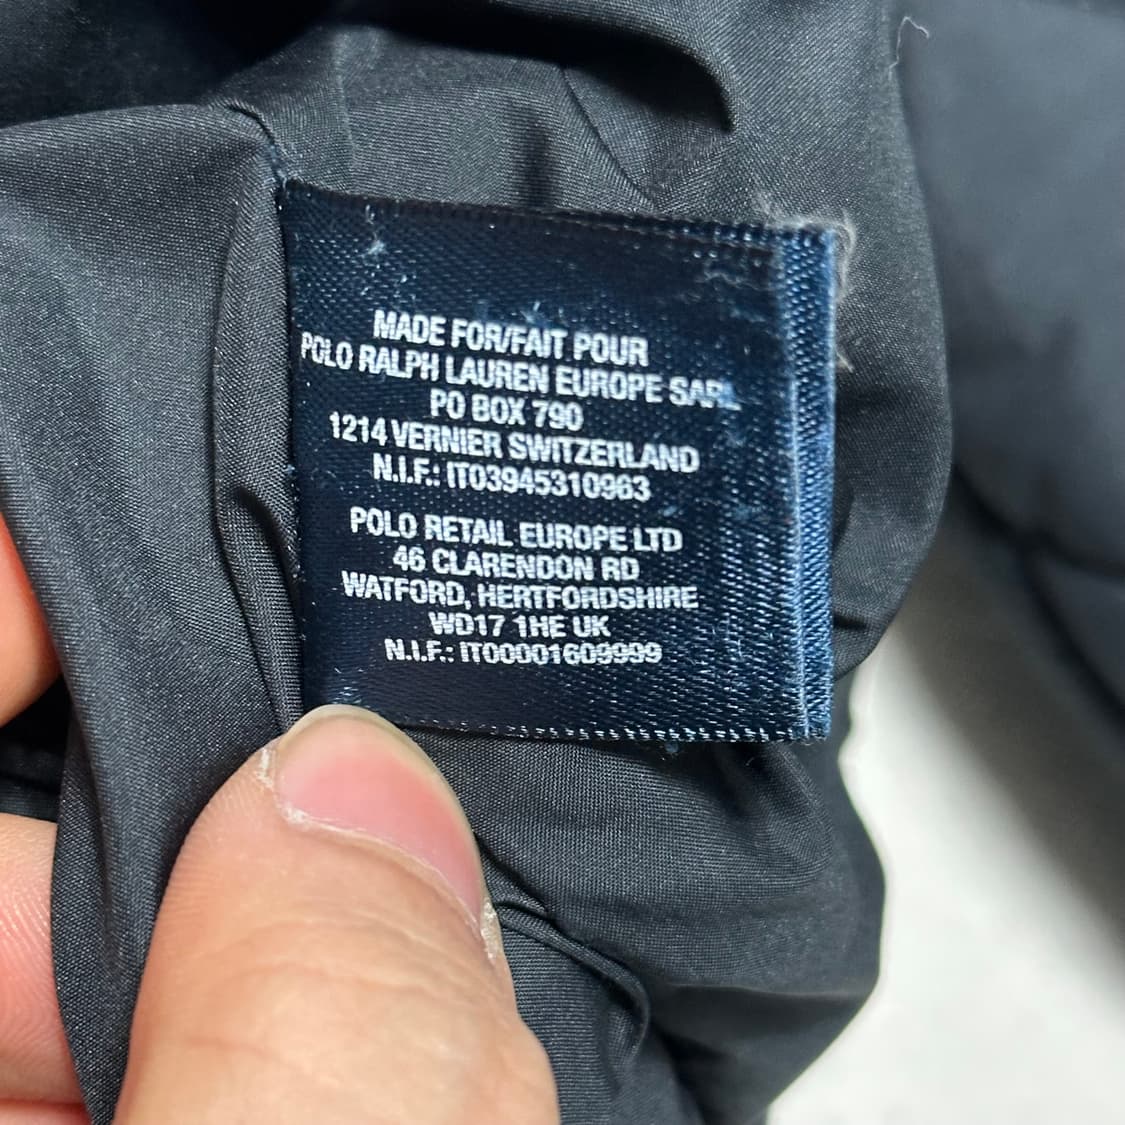 MADE FOR/FAIT POUR
POLO RALPH LAUREN EUROPE SARL
PO BOX 790
1214 VERNIER SWITZERLAND
N.I.F.: IT03945310963
POLO RETAIL EUROPE LTD
46 CLARENDON RD
WATFORD, HERTFORDSHIRE
WD17 1HE UK
N.I.F.: IT00001609999